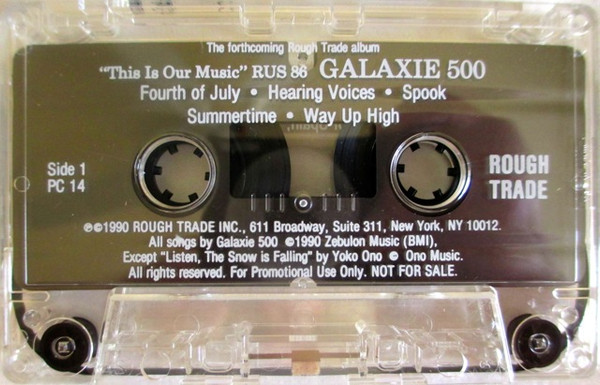 The forthcoming Rough Trade album
"This Is Our Music" RUS 86 GALAXIE 500
Fourth of July • Hearing Voices • Spook
Summertime • Way Up High
Side 1
PC 14
ROUGH
TRADE
℗©1990 ROUGH TRADE INC., 611 Broadway, Suite 311, New York, NY 10012.
All songs by Galaxie 500 ©1990 Zebulon Music (BMI),
Except "Listen, The Snow is Falling" by Yoko Ono © Ono Music.
All rights reserved. For Promotional Use Only. NOT FOR SALE.